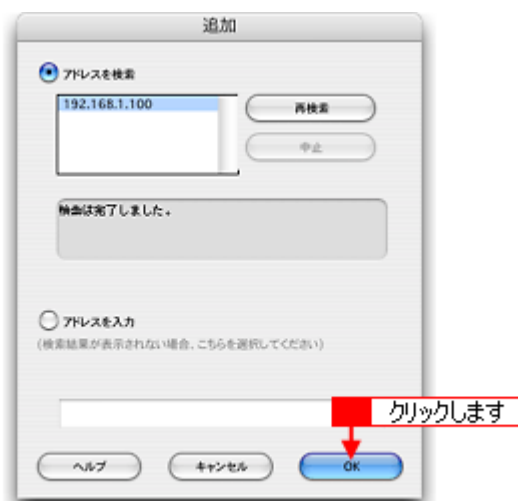 追加
アドレスを検索
192.168.1.100
再検索
中止
検索は完了しました。
アドレスを入力
(検索結果が表示されない場合、こちらを選択してください)
クリックします
ヘルプ
キャンセル
OK